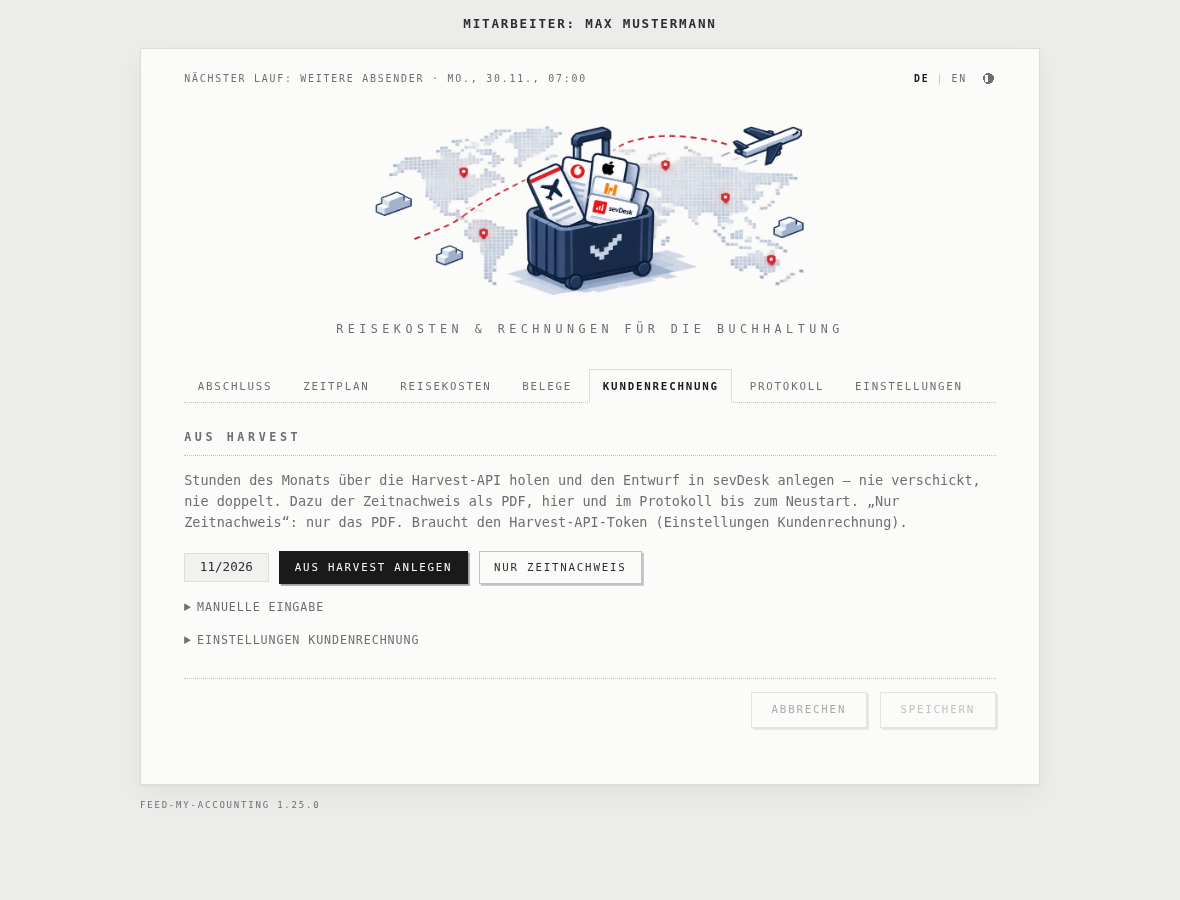 MITARBEITER: MAX MUSTERMANN
NÄCHSTER LAUF: WEITERE ABSENDER · MO., 30.11., 07:00
DE | EN
sevDesk
REISEKOSTEN & RECHNUNGEN FÜR DIE BUCHHALTUNG
ABSCHLUSS ZEITPLAN REISEKOSTEN BELEGE KUNDENRECHNUNG PROTOKOLL EINSTELLUNGEN
AUS HARVEST
Stunden des Monats über die Harvest-API holen und den Entwurf in sevDesk anlegen – nie verschickt,
nie doppelt. Dazu der Zeitnachweis als PDF, hier und im Protokoll bis zum Neustart. „Nur
Zeitnachweis“: nur das PDF. Braucht den Harvest-API-Token (Einstellungen Kundenrechnung).
11/2026 AUS HARVEST ANLEGEN NUR ZEITNACHWEIS
MANUELLE EINGABE
EINSTELLUNGEN KUNDENRECHNUNG
ABBRECHEN SPEICHERN
FEED-MY-ACCOUNTING 1.25.0